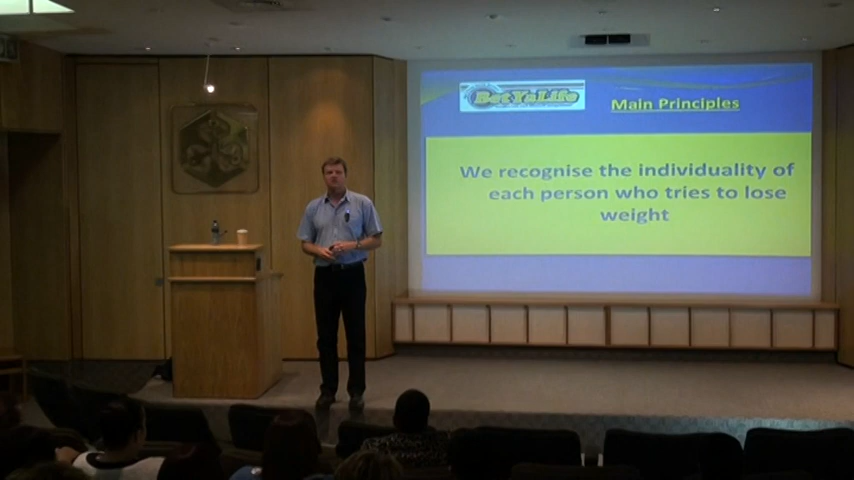 BetYaLife
Main Principles
We recognise the individuality of
each person who tries to lose
weight